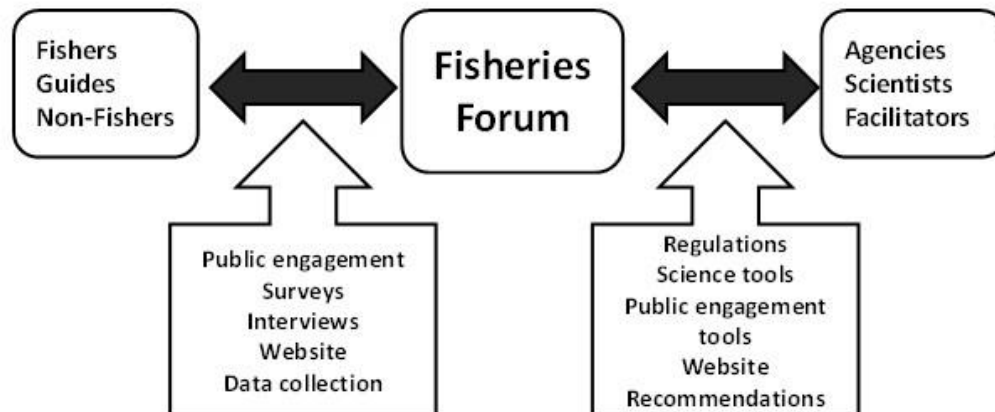 Fishers
Guides
Non-Fishers
Fisheries
Forum
Agencies
Scientists
Facilitators
Public engagement
Surveys
Interviews
Website
Data collection
Regulations
Science tools
Public engagement
tools
Website
Recommendations